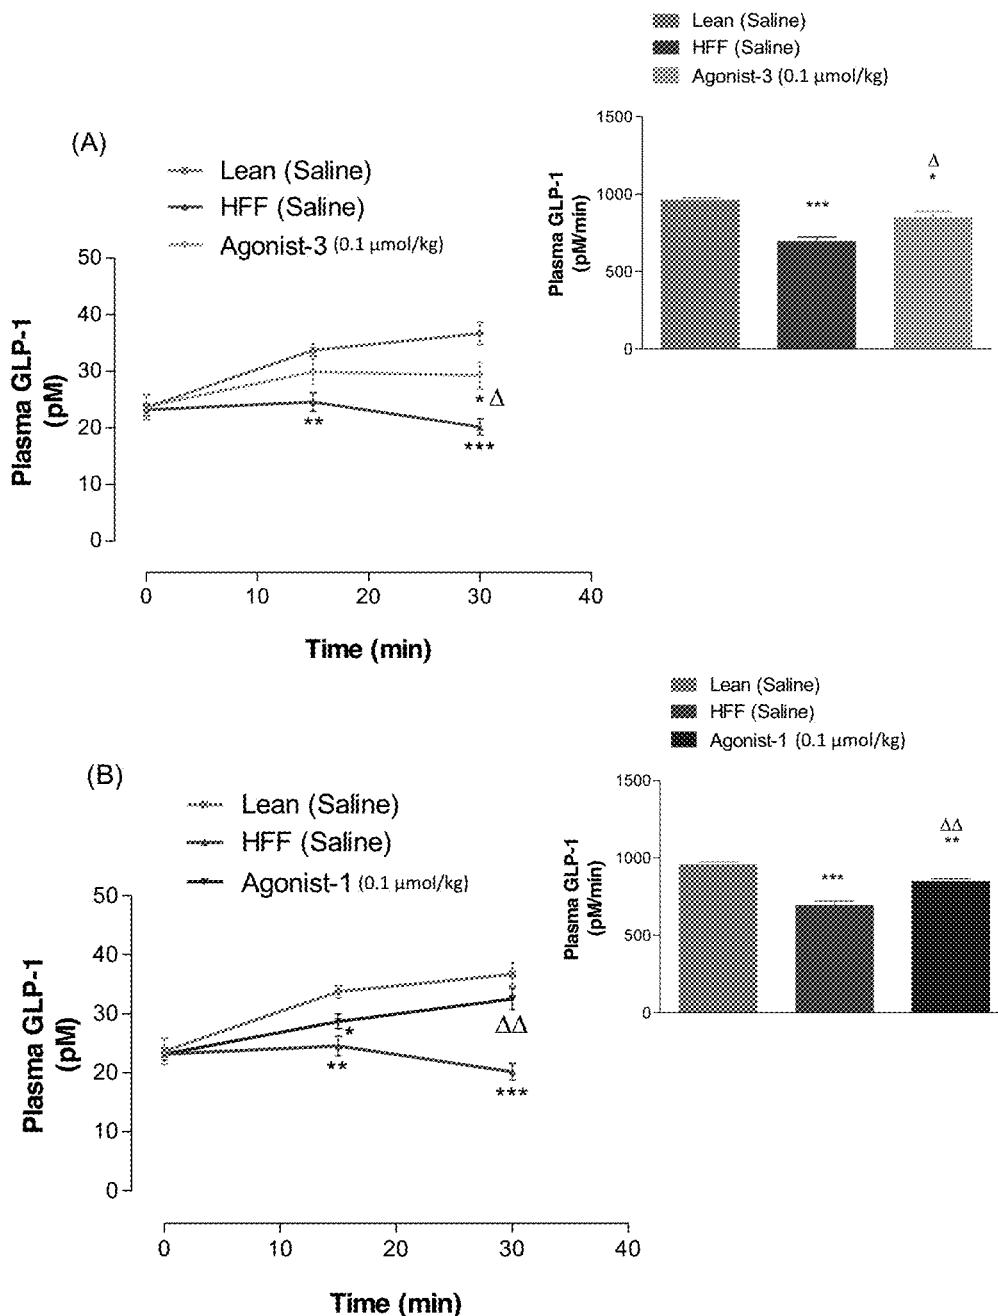 Lean (Saline)
HFF (Saline)
Agonist-3 (0.1 μmol/kg)
(A)
Lean (Saline)
HFF (Saline)
Agonist-3 (0.1 μmol/kg)
Plasma GLP-1
(pM/min)
1500
1000
500
0
***
Δ
*
Plasma GLP-1
(pM)
50
40
30
20
10
0
**
* Δ
***
0 10 20 30 40
Time (min)
Lean (Saline)
HFF (Saline)
Agonist-1 (0.1 μmol/kg)
(B)
Lean (Saline)
HFF (Saline)
Agonist-1 (0.1 μmol/kg)
Plasma GLP-1
(pM/min)
1500
1000
500
0
***
ΔΔ
**
Plasma GLP-1
(pM)
50
40
30
20
10
0
*
**
ΔΔ
***
0 10 20 30 40
Time (min)